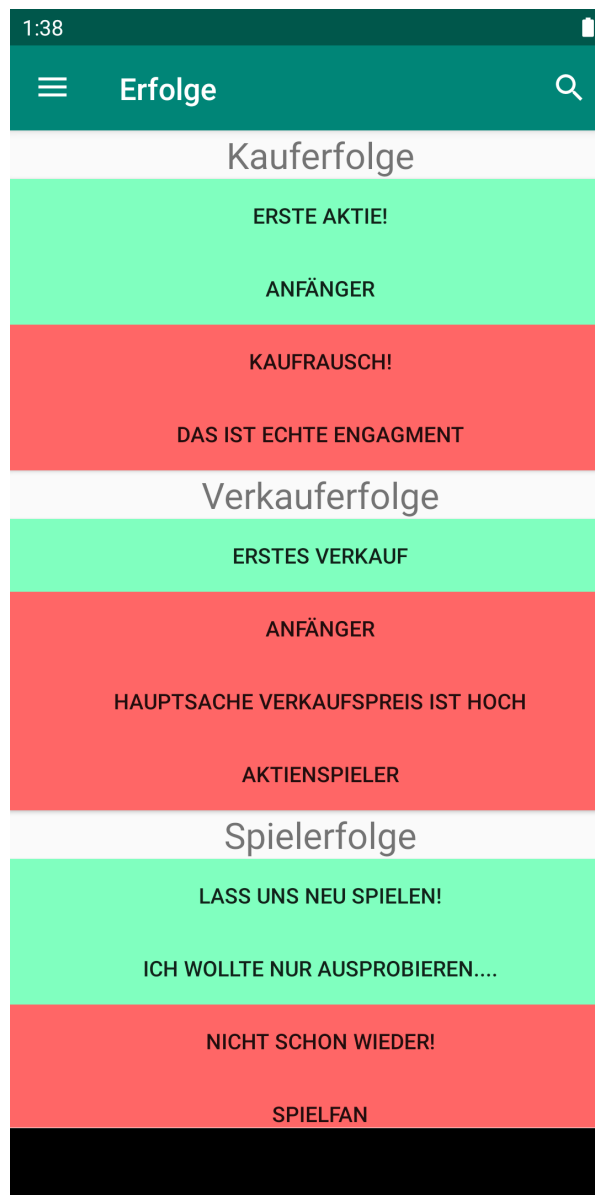 1:38
Erfolge
Kauferfolge
ERSTE AKTIE!
ANFÄNGER
KAUFRAUSCH!
DAS IST ECHTE ENGAGMENT
Verkauferfolge
ERSTES VERKAUF
ANFÄNGER
HAUPTSACHE VERKAUFSPREIS IST HOCH
AKTIENSPIELER
Spielerfolge
LASS UNS NEU SPIELEN!
ICH WOLLTE NUR AUSPROBIEREN....
NICHT SCHON WIEDER!
SPIELFAN